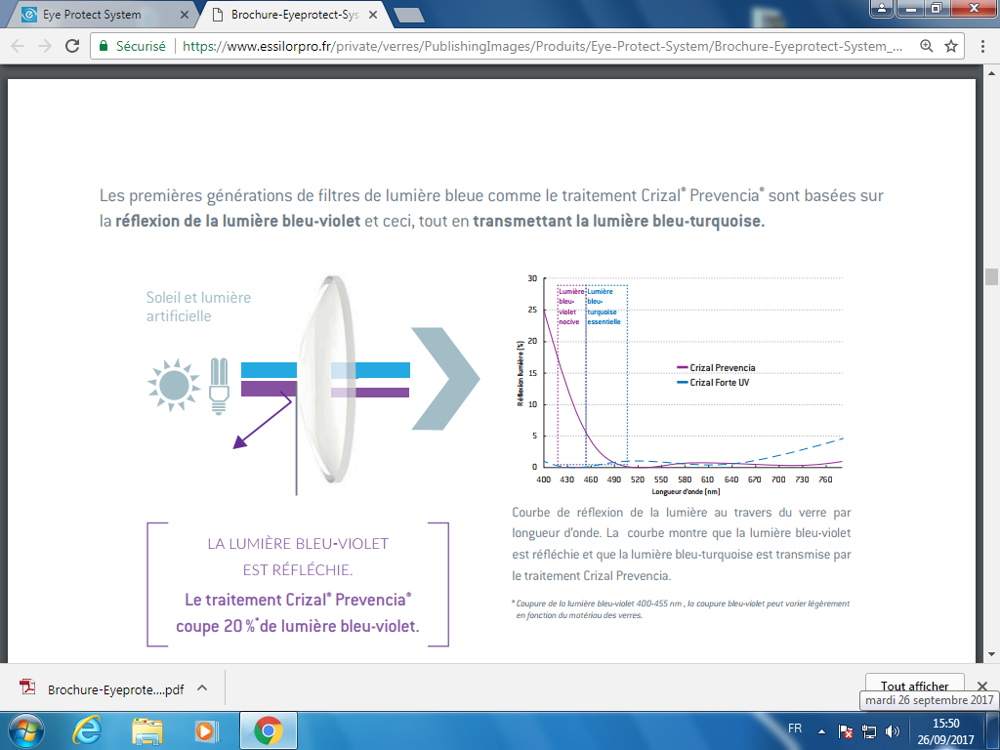 Eye Protect System
Brochure-Eyeprotect-Sys
Sécurisé
https://www.essilorpro.fr/private/verres/PublishingImages/Produits/Eye-Protect-System/Brochure-Eyeprotect-System_...
Les premières générations de filtres de lumière bleue comme le traitement Crizal® Prevencia® sont basées sur
la réflexion de la lumière bleu-violet et ceci, tout en transmettant la lumière bleu-turquoise.
Soleil et lumière
artificielle
LA LUMIÈRE BLEU-VIOLET
EST RÉFLÉCHIE.
Le traitement Crizal® Prevencia®
coupe 20 %* de lumière bleu-violet.
Réflexion lumière (%)
30
25
20
15
10
5
0
Lumière
bleu-
violet
nocive
Lumière
bleu-
turquoise
essentielle
Crizal Prevencia
Crizal Forte UV
400 430 460 490 520 550 580 610 640 670 700 730 760
Longueur d'onde (nm)
Courbe de réflexion de la lumière au travers du verre par
longueur d'onde. La courbe montre que la lumière bleu-violet
est réfléchie et que la lumière bleu-turquoise est transmise par
le traitement Crizal Prevencia.
* Coupure de la lumière bleu-violet 400-455 nm , la coupure bleu-violet peut varier légèrement
en fonction du matériau des verres.
Brochure-Eyeprote....pdf
Tout afficher
mardi 26 septembre 2017
FR
15:50
26/09/2017